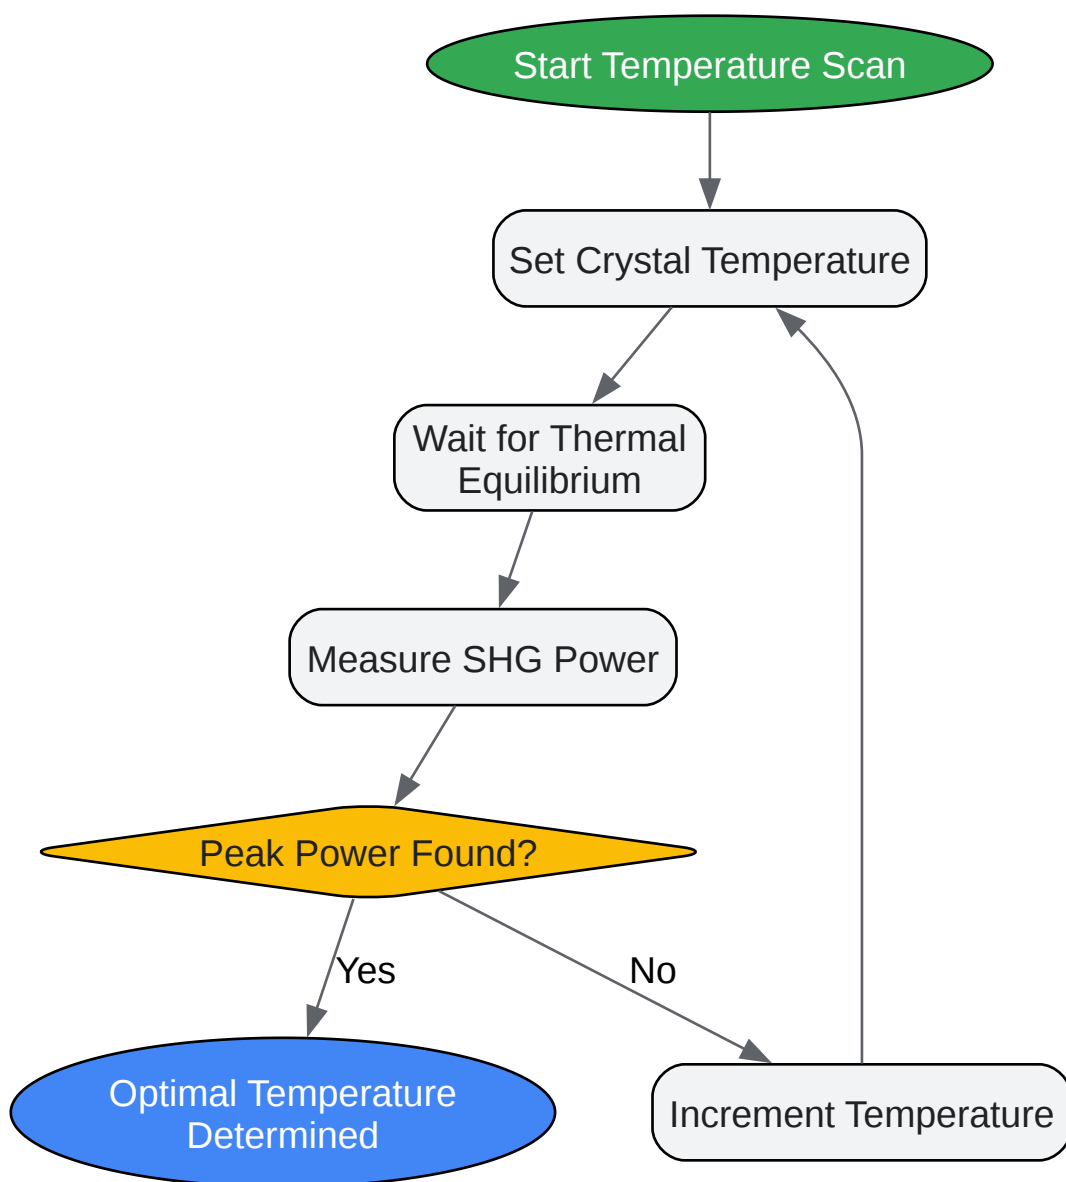 Start Temperature Scan
Set Crystal Temperature
Wait for Thermal
Equilibrium
Measure SHG Power
Peak Power Found?
Yes
No
Optimal Temperature
Determined
Increment Temperature